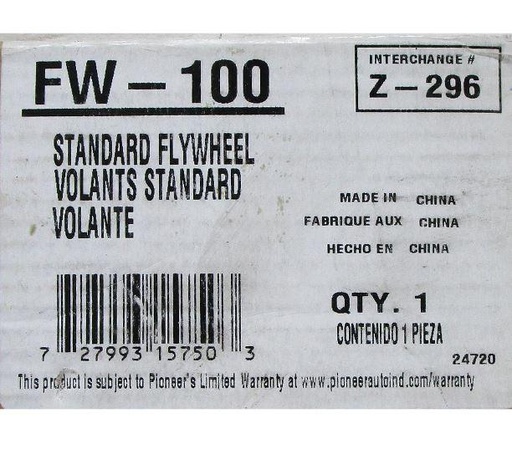 FW-100
INTERCHANGE #
Z-296
STANDARD FLYWHEEL
VOLANTS STANDARD
VOLANTE
MADE IN CHINA
FABRIQUE AUX CHINA
HECHO EN CHINA
QTY. 1
CONTENIDO 1 PIEZA
7 27993 15750 3
24720
This product is subject to Pioneer's Limited Warranty at www.pioneerautoind.com/warranty